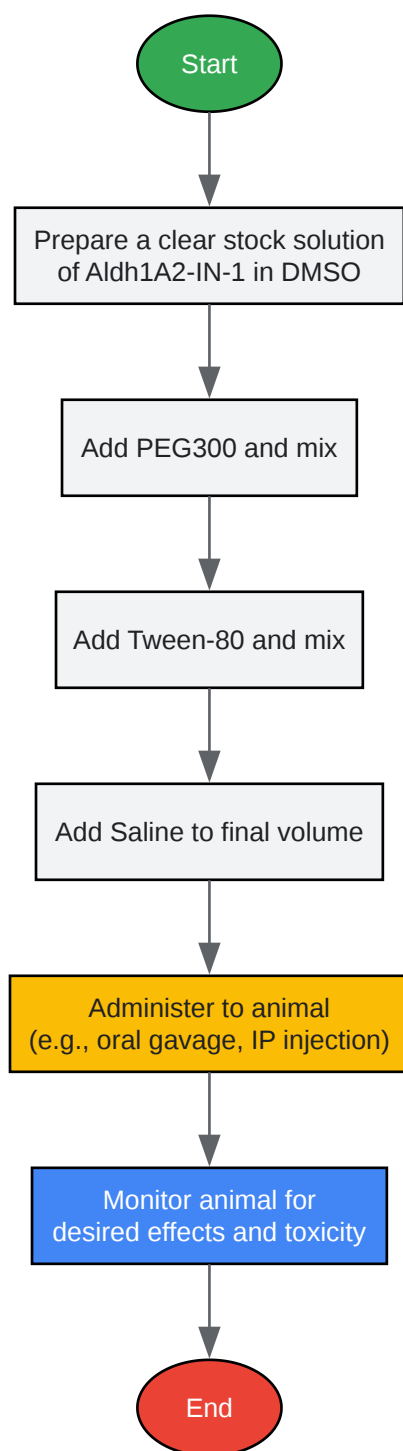 Start
Prepare a clear stock solution
of Aldh1A2-IN-1 in DMSO
Add PEG300 and mix
Add Tween-80 and mix
Add Saline to final volume
Administer to animal
(e.g., oral gavage, IP injection)
Monitor animal for
desired effects and toxicity
End